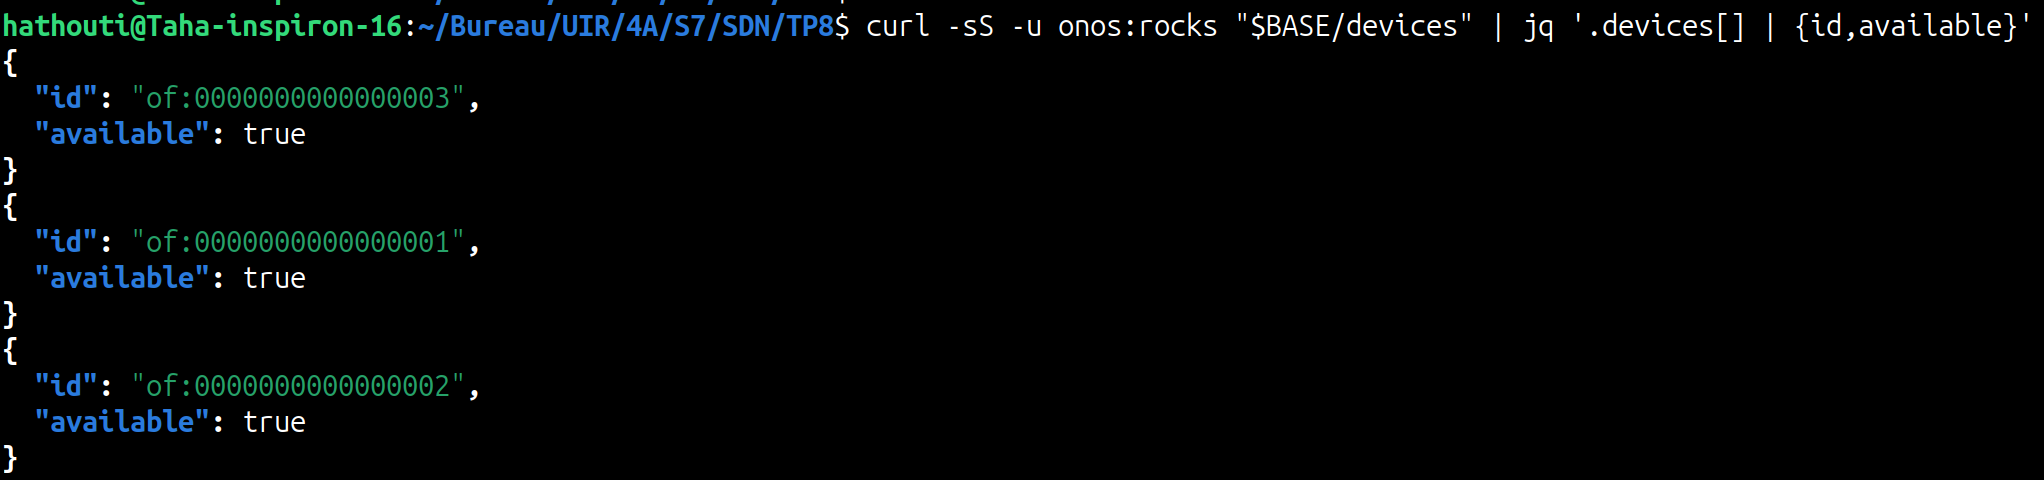 hathouti@Taha-inspiron-16:~/Bureau/UIR/4A/S7/SDN/TP8$ curl -sS -u onos:rocks "$BASE/devices" | jq '.devices[] | {id,available}'
{
  "id": "of:0000000000000003",
  "available": true
}
{
  "id": "of:0000000000000001",
  "available": true
}
{
  "id": "of:0000000000000002",
  "available": true
}